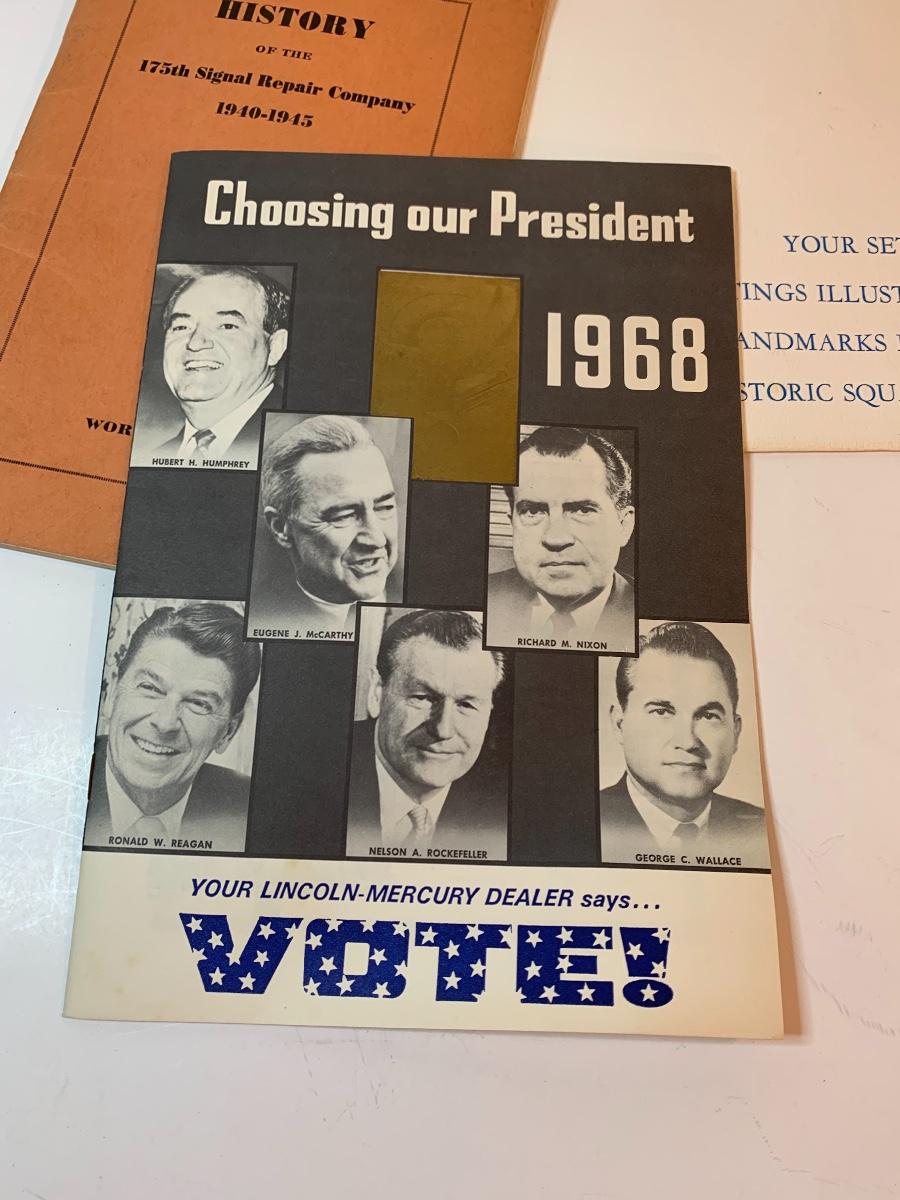 HISTORY
OF THE
175th Signal Repair Company
1940-1945
WOR
Choosing our President
1968
HUBERT H. HUMPHREY
EUGENE J. McCARTHY
RICHARD M. NIXON
RONALD W. REAGAN
NELSON A. ROCKEFELLER
GEORGE C. WALLACE
YOUR LINCOLN-MERCURY DEALER says...
VOTE!
YOUR SE
TINGS ILLUST
ANDMARKS
STORIC SQU